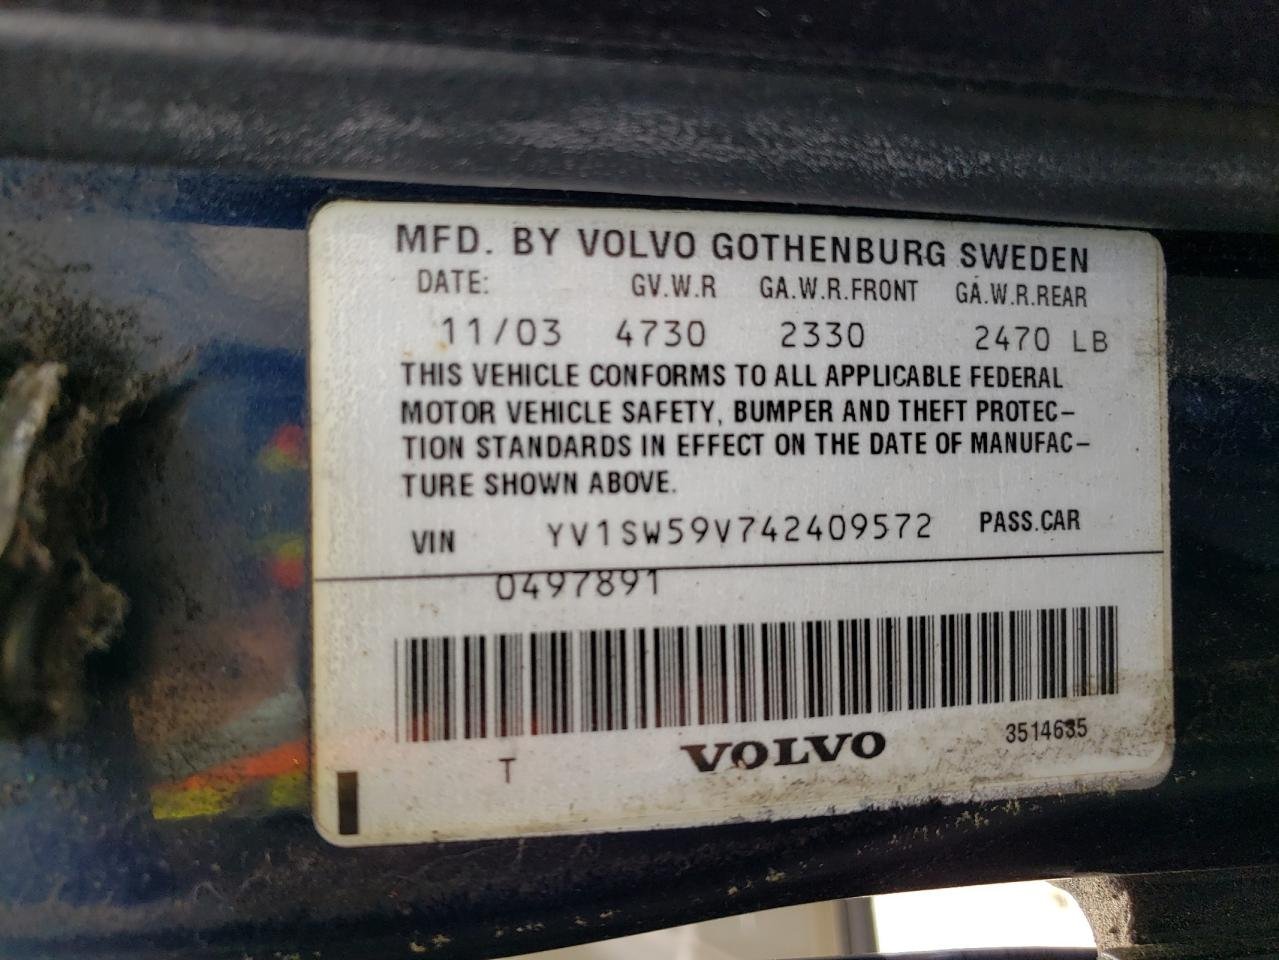 MFD. BY VOLVO GOTHENBURG SWEDEN
DATE: GV.W.R GA.W.R.FRONT GA.W.R.REAR
11/03 4730 2330 2470 LB
THIS VEHICLE CONFORMS TO ALL APPLICABLE FEDERAL
MOTOR VEHICLE SAFETY, BUMPER AND THEFT PROTEC-
TION STANDARDS IN EFFECT ON THE DATE OF MANUFAC-
TURE SHOWN ABOVE.
VIN YV1SW59V742409572 PASS.CAR
0497891
T VOLVO 3514635